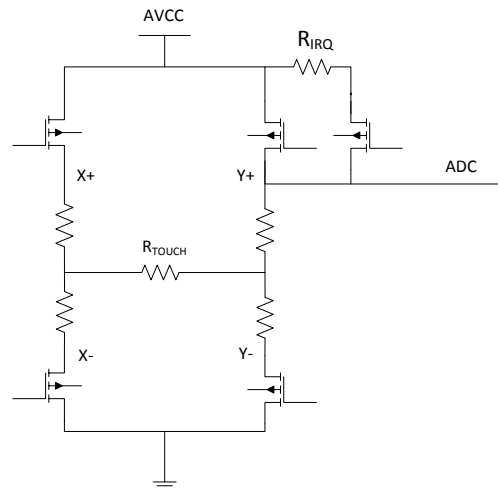 AVCC
RIRQ
ADC
X+
Y+
RTOUCH
X-
Y-